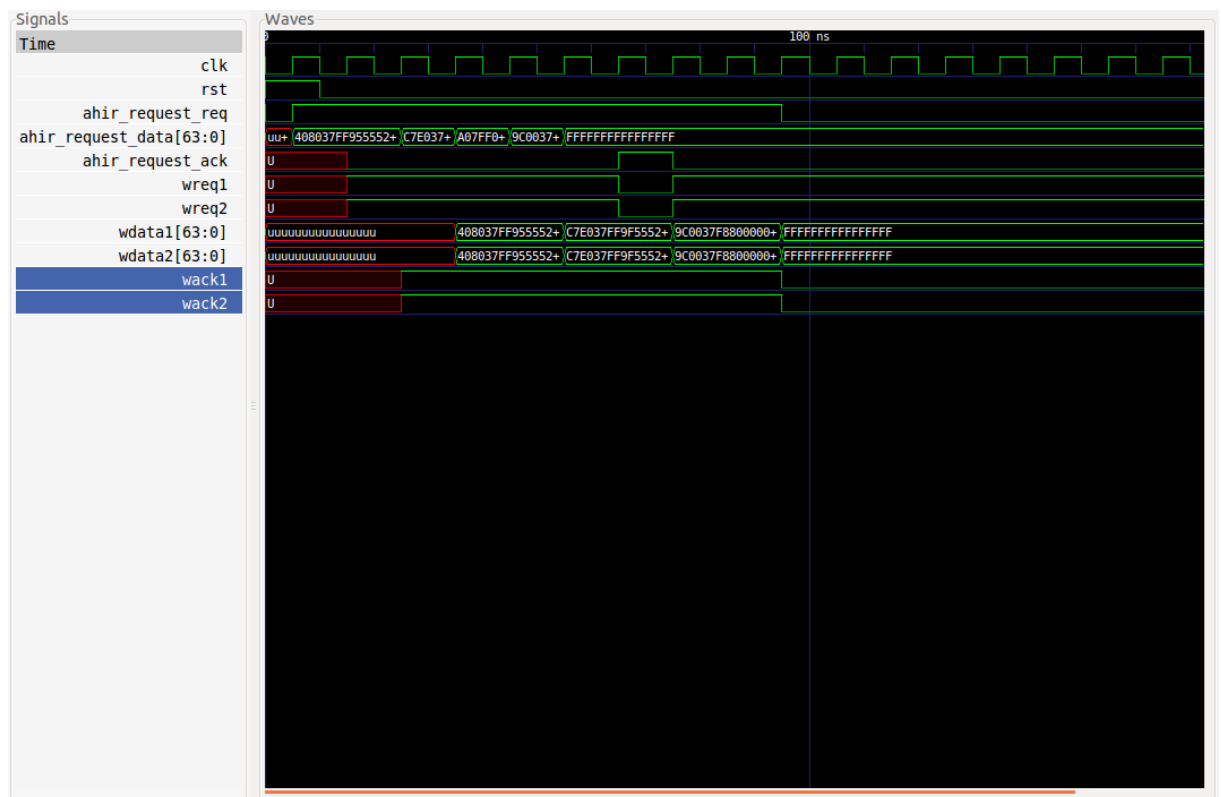 Signals Waves
Time 0 100 ns
clk
rst
ahir_request_req
ahir_request_data[63:0] uu+ 408037FF955552+ C7E037+ A07FF0+ 9C0037+ FFFFFFFFFFFFFFFF
ahir_request_ack U
wreq1 U
wreq2 U
wdata1[63:0] uuuuuuuuuuuuuuuu 408037FF955552+ C7E037FF9F5552+ 9C0037F8800000+ FFFFFFFFFFFFFFFF
wdata2[63:0] uuuuuuuuuuuuuuuu 408037FF955552+ C7E037FF9F5552+ 9C0037F8800000+ FFFFFFFFFFFFFFFF
wack1 U
wack2 U